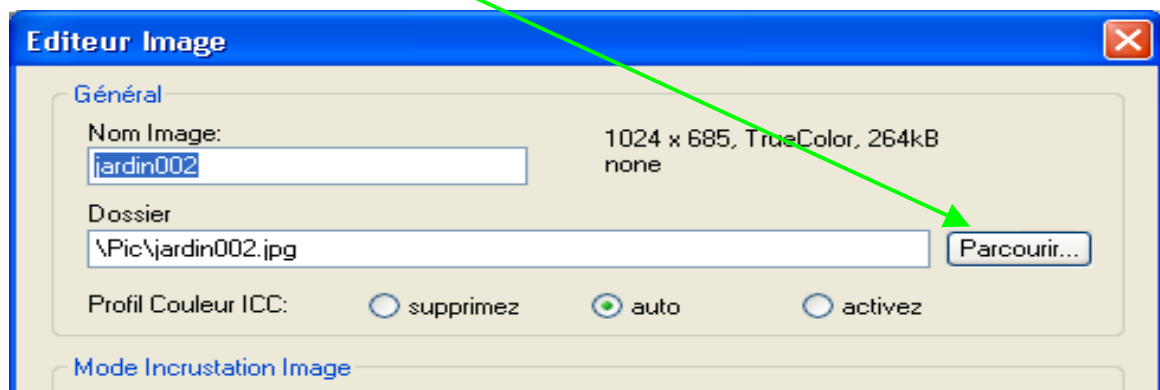 Editeur Image
Général
Nom Image:
1024 x 685, TrueColor, 264kB
jardin002
none
Dossier
\Pic\jardin002.jpg
Parcourir...
Profil Couleur ICC:
supprimez
auto
activez
Mode Incrustation Image